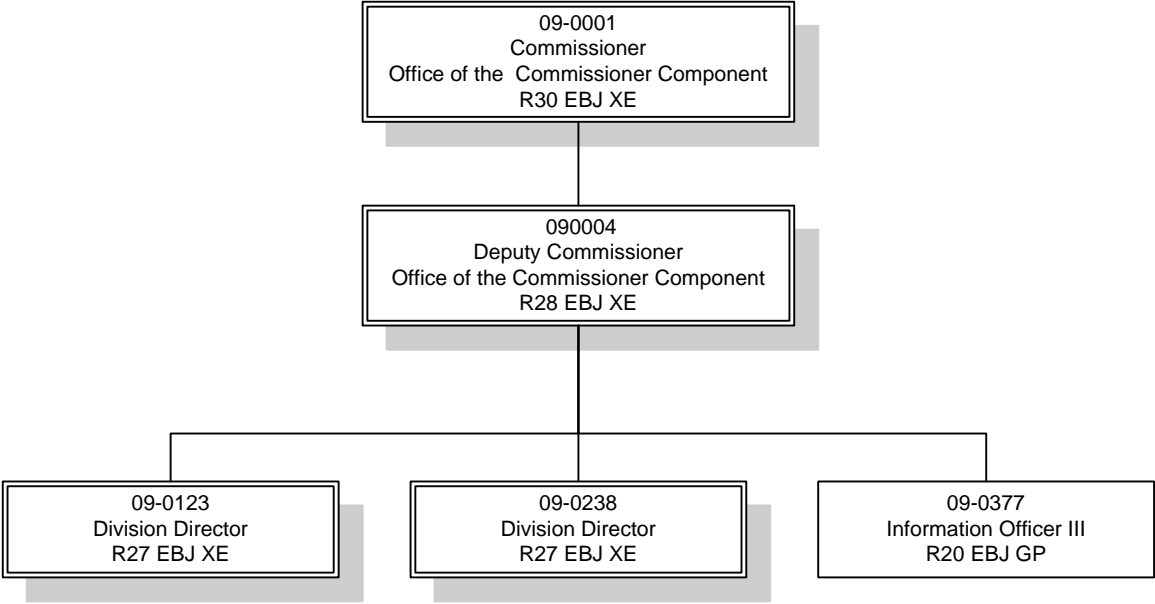 09-0001
Commissioner
Office of the  Commissioner Component
R30 EBJ XE
090004
Deputy Commissioner
Office of the Commissioner Component
R28 EBJ XE
09-0123
Division Director
R27 EBJ XE
09-0238
Division Director
R27 EBJ XE
09-0377
Information Officer III
R20 EBJ GP